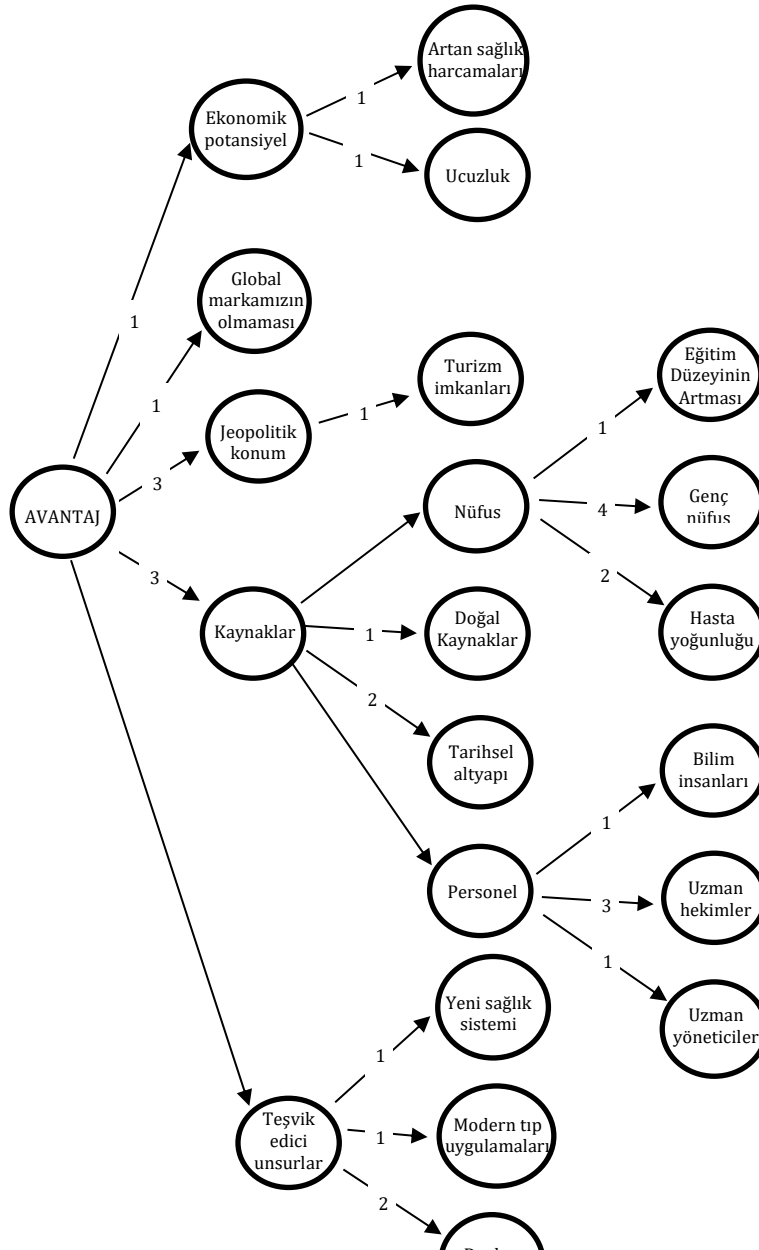 Artan sağlık
harcamaları
1
Ekonomik
potansiyel
1
Ucuzluk
Global
markamızın
olmaması
1
1
Turizm
imkanları
Eğitim
Düzeyinin
Artması
Jeopolitik
konum
1
1
3
AVANTAJ
Nüfus
4
Genç
nüfus
3
2
Kaynaklar
1
Doğal
Kaynaklar
Hasta
yoğunluğu
2
Tarihsel
altyapı
Bilim
insanları
1
Personel
3
Uzman
hekimler
1
Yeni sağlık
sistemi
Uzman
yöneticiler
1
Teşvik
edici
unsurlar
1
Modern tıp
uygulamaları
2